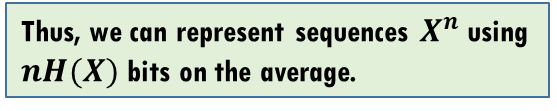 Thus, we can represent sequences Xⁿ using
nH(X) bits on the average.